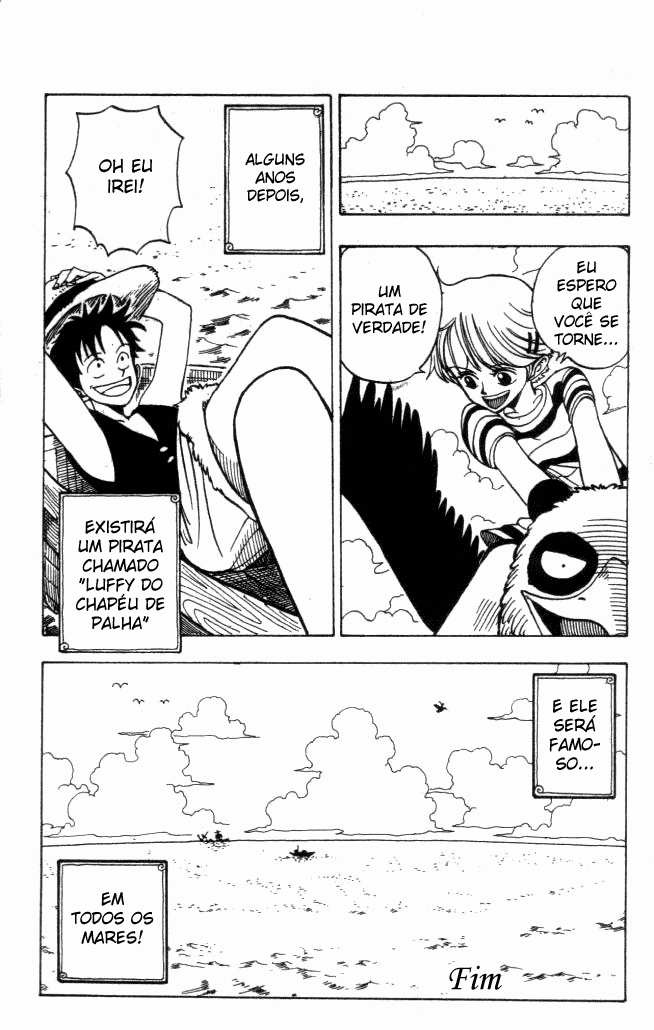 EU
ESPERO
QUE
VOCÊ SE
TORNE...
UM
PIRATA DE
VERDADE!
OH EU
IREI!
ALGUNS
ANOS
DEPOIS,
EXISTIRÁ
UM PIRATA
CHAMADO
"LUFFY DO
CHAPÉU DE
PALHA"
E ELE
SERÁ
FAMO-
SO...
EM
TODOS OS
MARES!
Fim